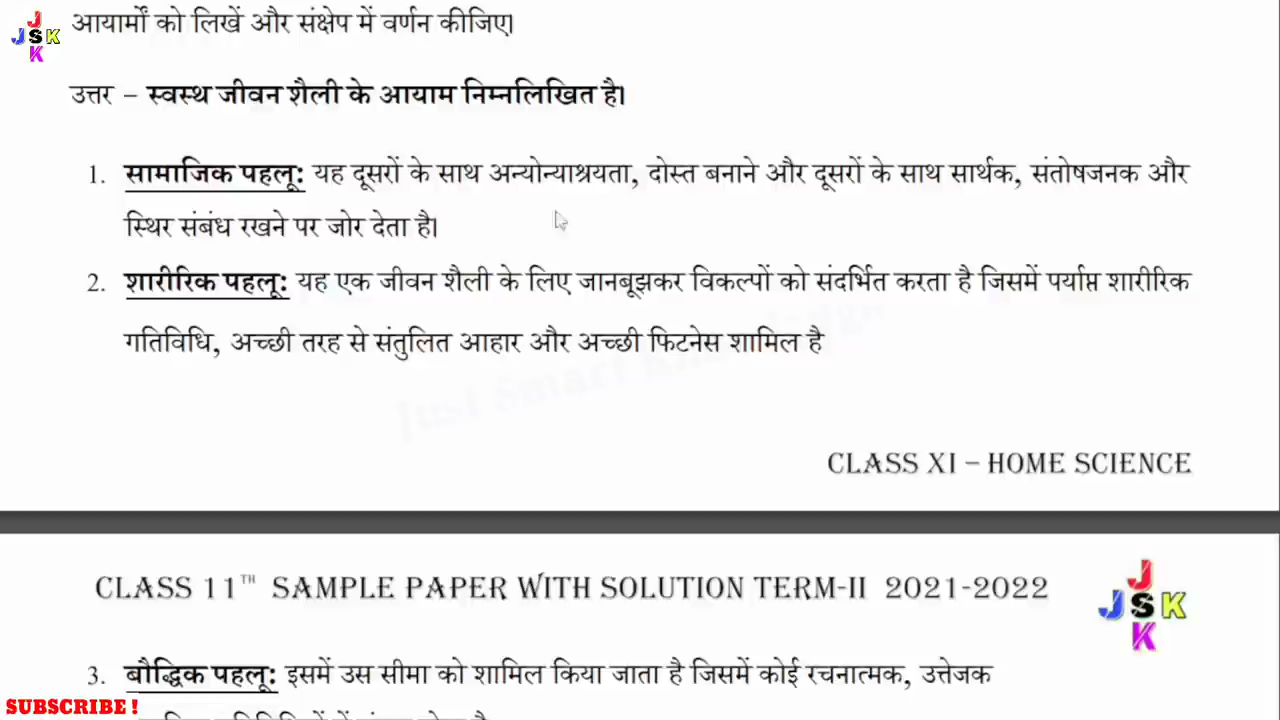 J
JSK
K
आयामों को लिखें और संक्षेप में वर्णन कीजिए।
उत्तर – स्वस्थ जीवन शैली के आयाम निम्नलिखित है।
1. सामाजिक पहलू: यह दूसरों के साथ अन्योन्याश्रयता, दोस्त बनाने और दूसरों के साथ सार्थक, संतोषजनक और
स्थिर संबंध रखने पर जोर देता है।
2. शारीरिक पहलू: यह एक जीवन शैली के लिए जानबूझकर विकल्पों को संदर्भित करता है जिसमें पर्याप्त शारीरिक
गतिविधि, अच्छी तरह से संतुलित आहार और अच्छी फिटनेस शामिल है
Just Smart
CLASS XI – HOME SCIENCE
CLASS 11TH SAMPLE PAPER WITH SOLUTION TERM-II 2021-2022
J
JSK
K
3. बौद्धिक पहलू: इसमें उस सीमा को शामिल किया जाता है जिसमें कोई रचनात्मक, उत्तेजक
SUBSCRIBE !